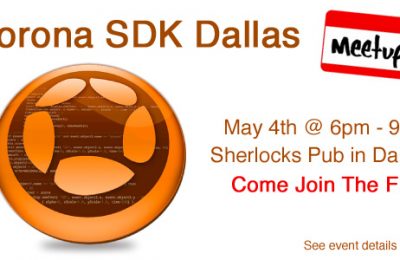 orona SDK Dallas
Meetup
May 4th @ 6pm - 9
Sherlocks Pub in Da
Come Join The F
See event details